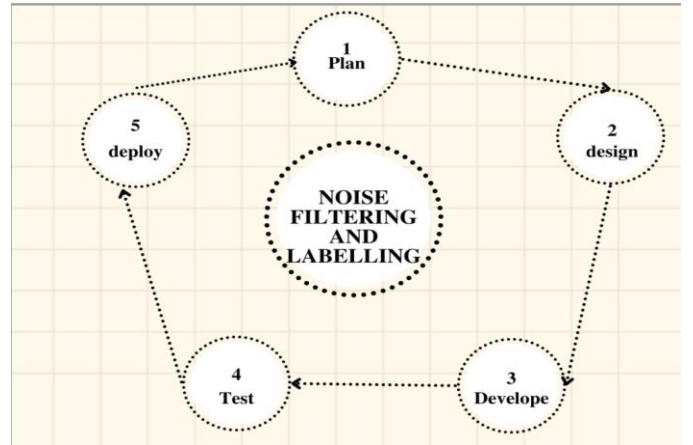 1
Plan
2
design
3
Develope
4
Test
5
deploy
NOISE
FILTERING
AND
LABELLING